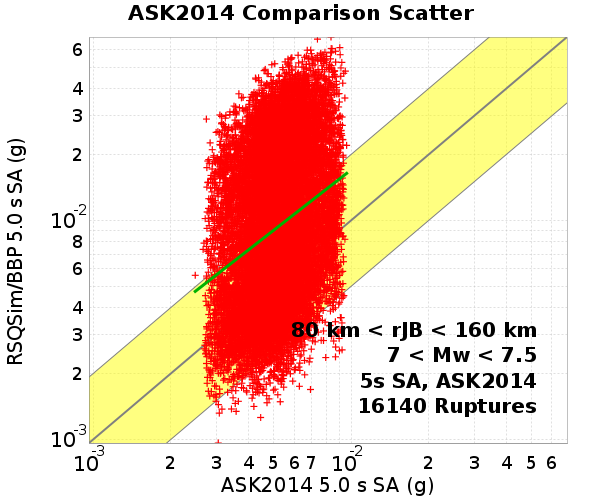 ASK2014 Comparison Scatter
RSQSim/BBP 5.0 s SA (g)
6
4
3
2
10-2
8
6
4
3
2
10-3
80 km < rJB < 160 km
7 < Mw < 7.5
5s SA, ASK2014
16140 Ruptures
10-3 2 3 4 5 6 7 10-2 2 3 4 5 6
ASK2014 5.0 s SA (g)